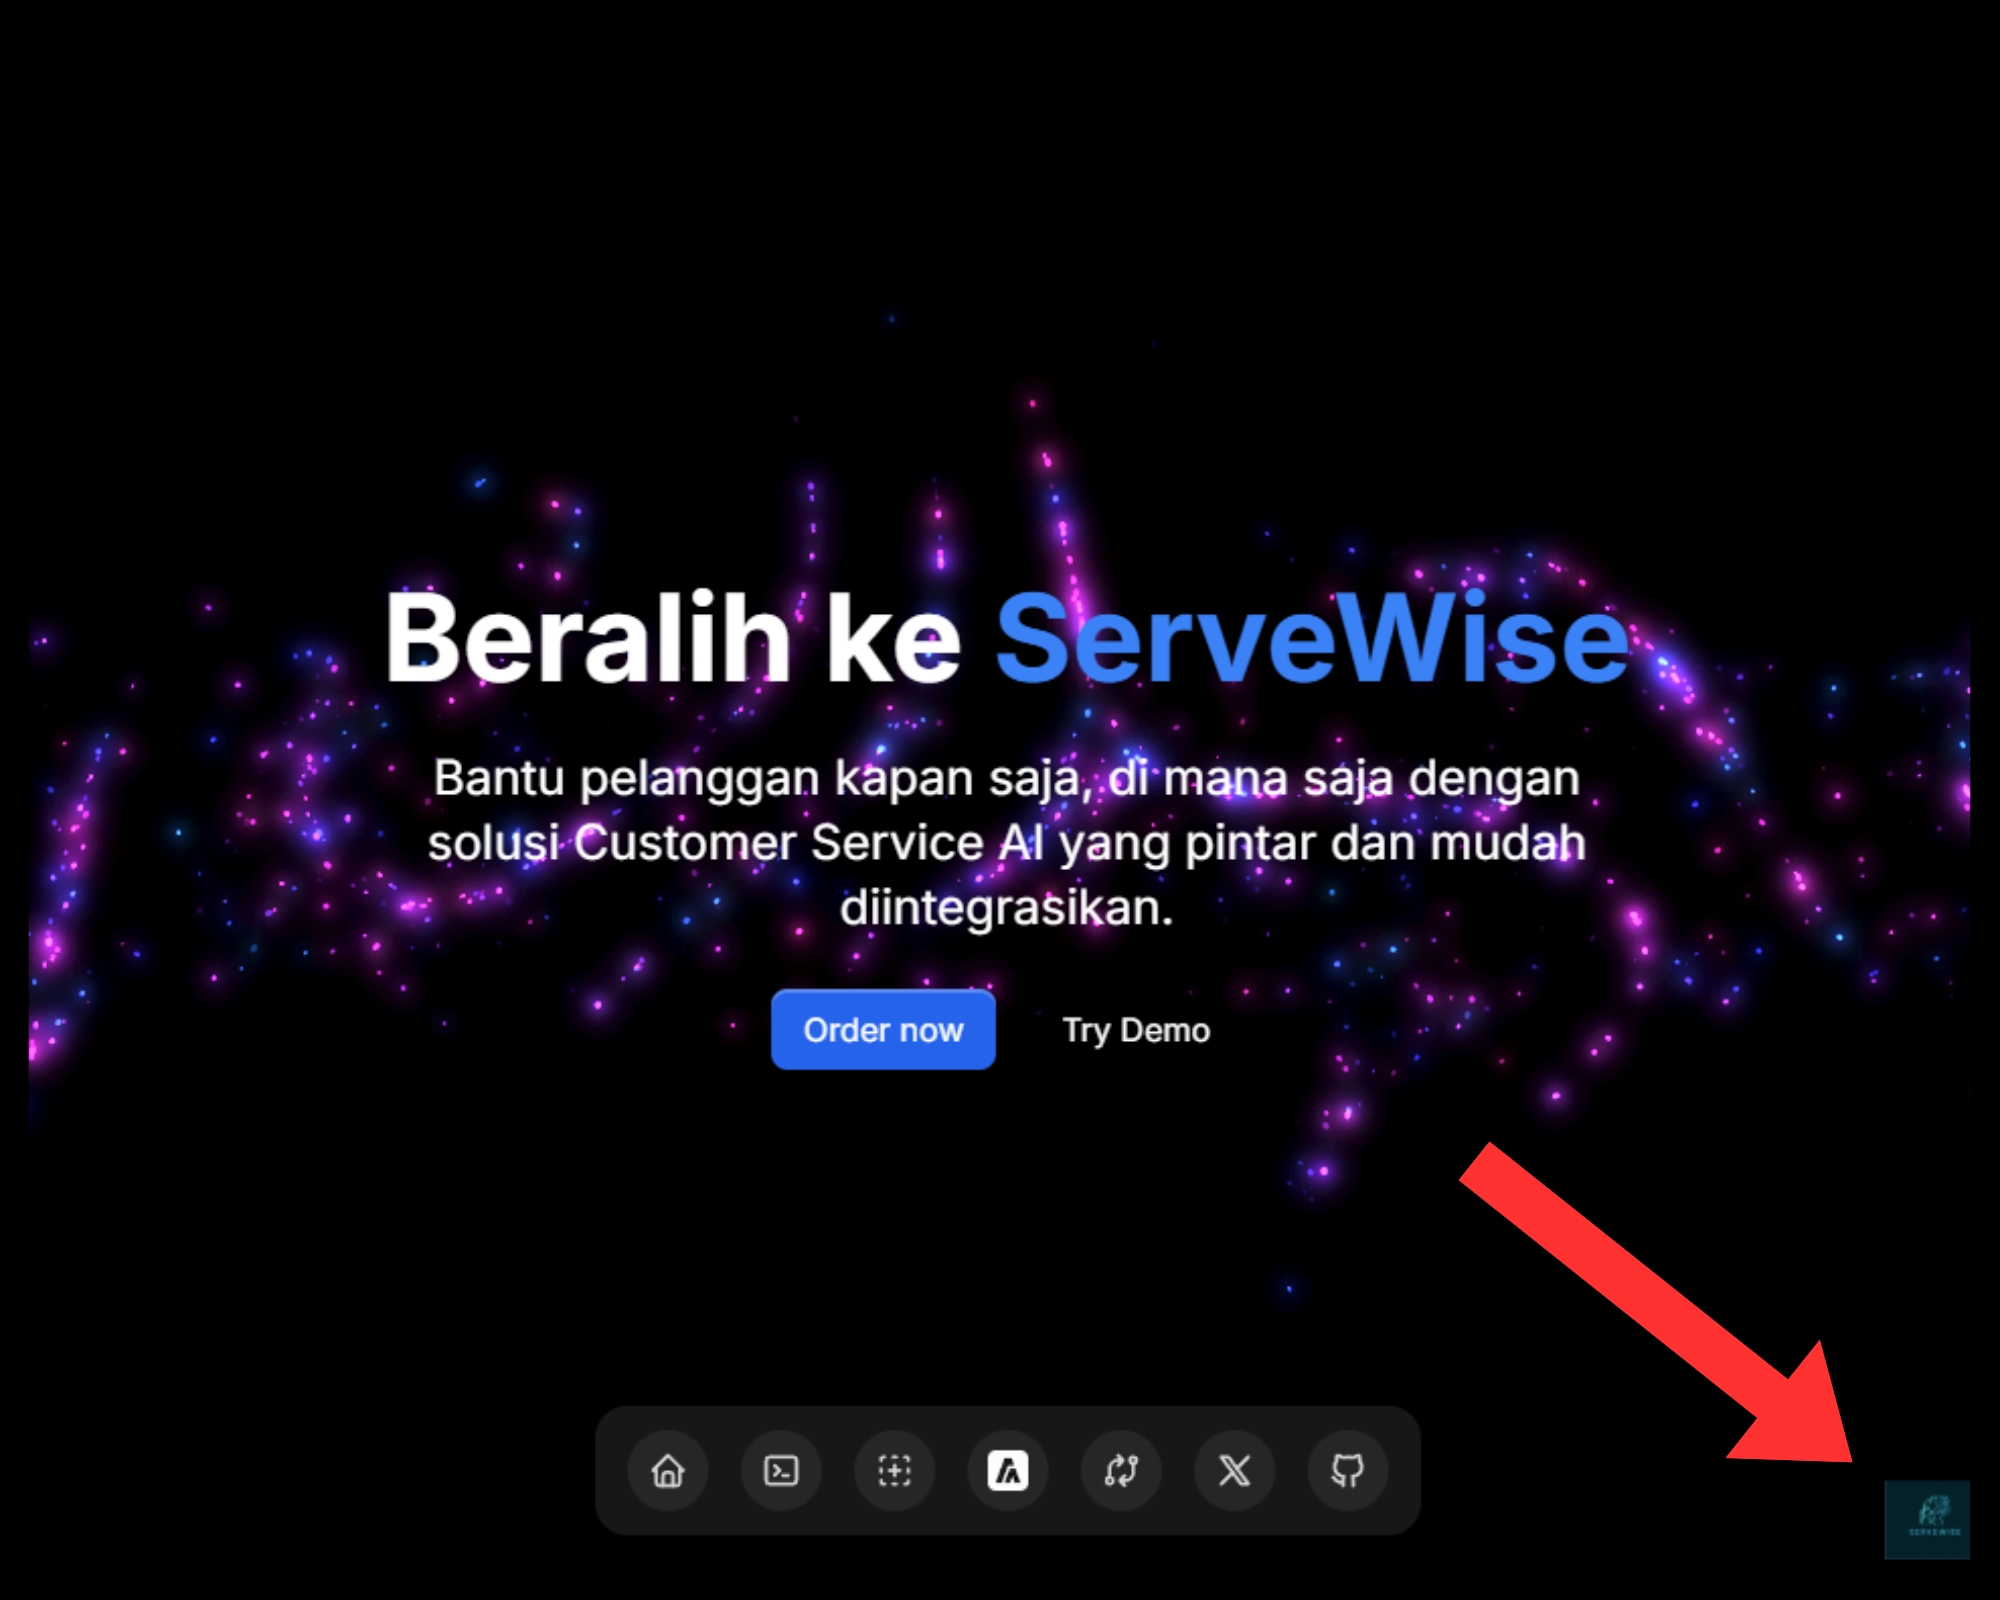 Beralih ke ServeWise
Bantu pelanggan kapan saja, di mana saja dengan
solusi Customer Service AI yang pintar dan mudah
diintegrasikan.
Order now
Try Demo
SERVEWISE